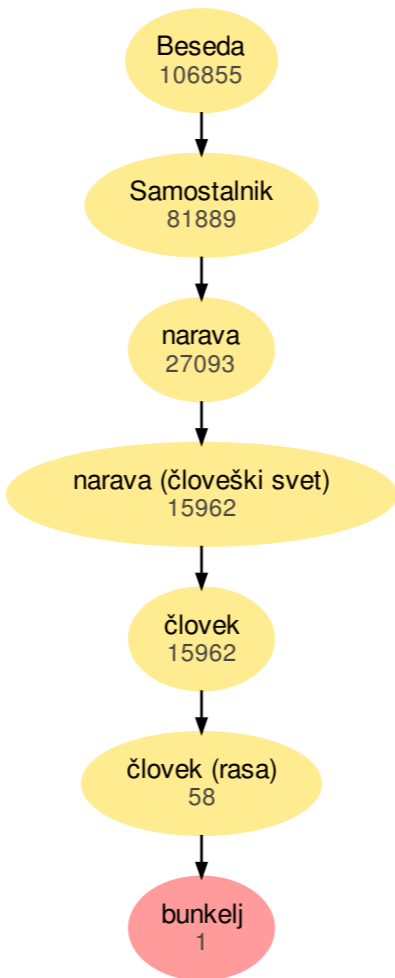 Beseda
106855
Samostalnik
81889
narava
27093
narava (človeški svet)
15962
človek
15962
človek (rasa)
58
bunkelj
1